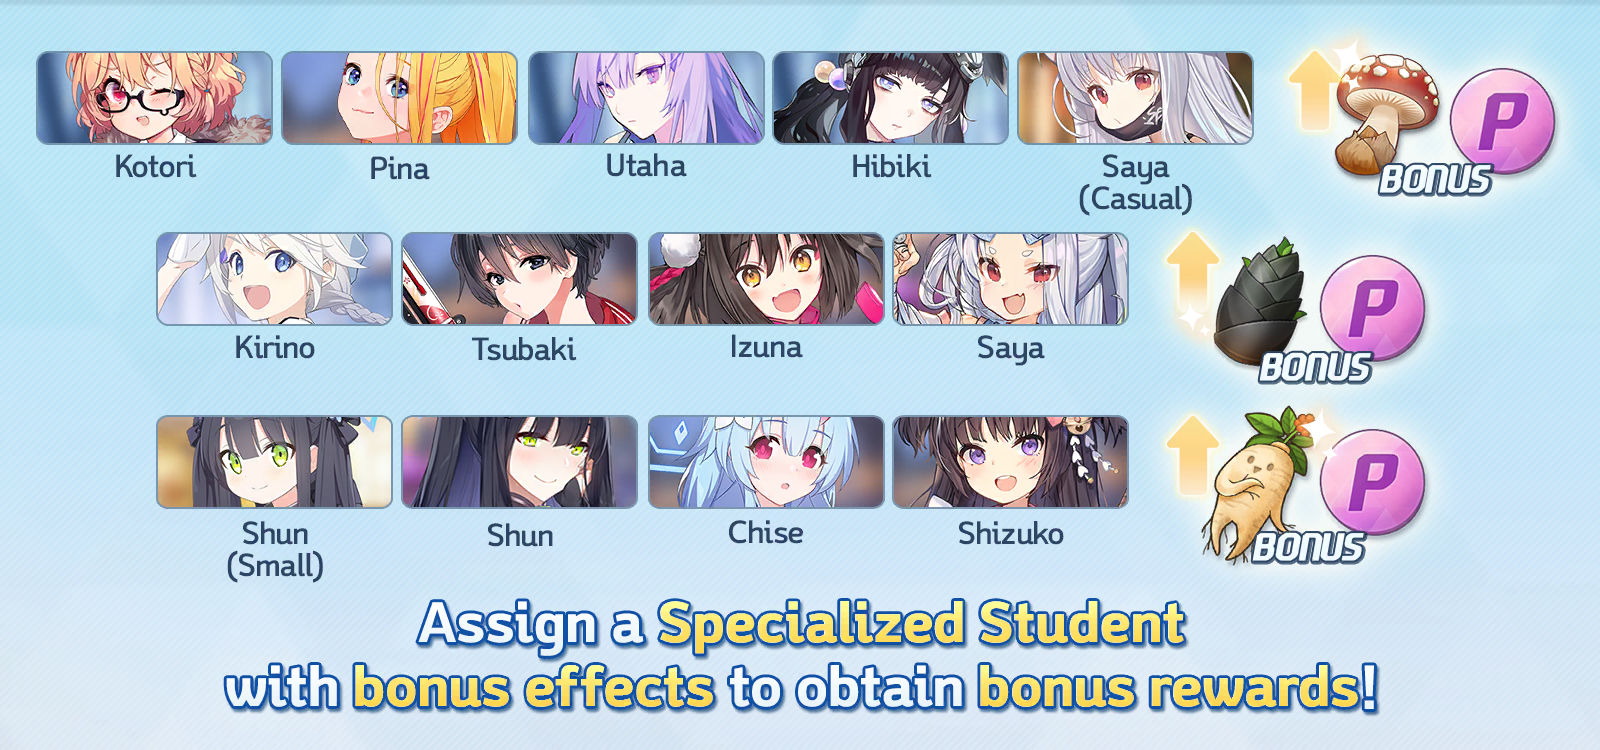 Kotori
Pina
Utaha
Hibiki
Saya
(Casual)
P
BONUS
Kirino
Tsubaki
Izuna
Saya
P
BONUS
Shun
(Small)
Shun
Chise
Shizuko
P
BONUS
Assign a Specialized Student
with bonus effects to obtain bonus rewards!